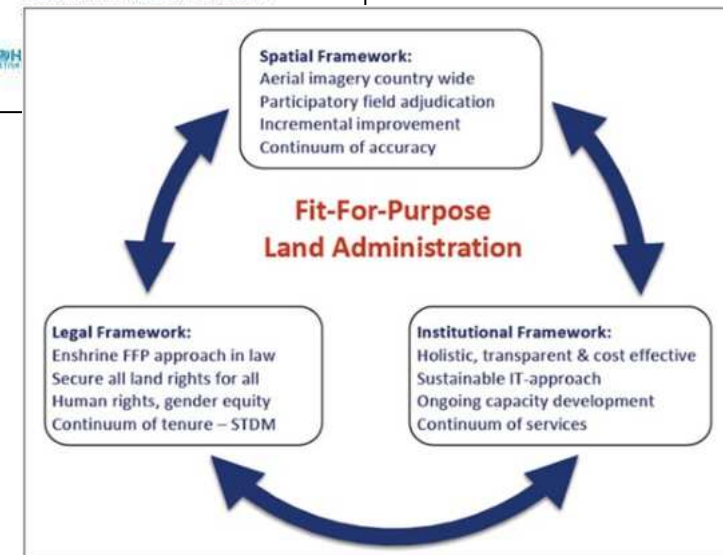 Spatial Framework:
Aerial imagery country wide
Participatory field adjudication
Incremental improvement
Continuum of accuracy
Fit-For-Purpose
Land Administration
Legal Framework:
Enshrine FFP approach in law
Secure all land rights for all
Human rights, gender equity
Continuum of tenure – STDM
Institutional Framework:
Holistic, transparent & cost effective
Sustainable IT-approach
Ongoing capacity development
Continuum of services